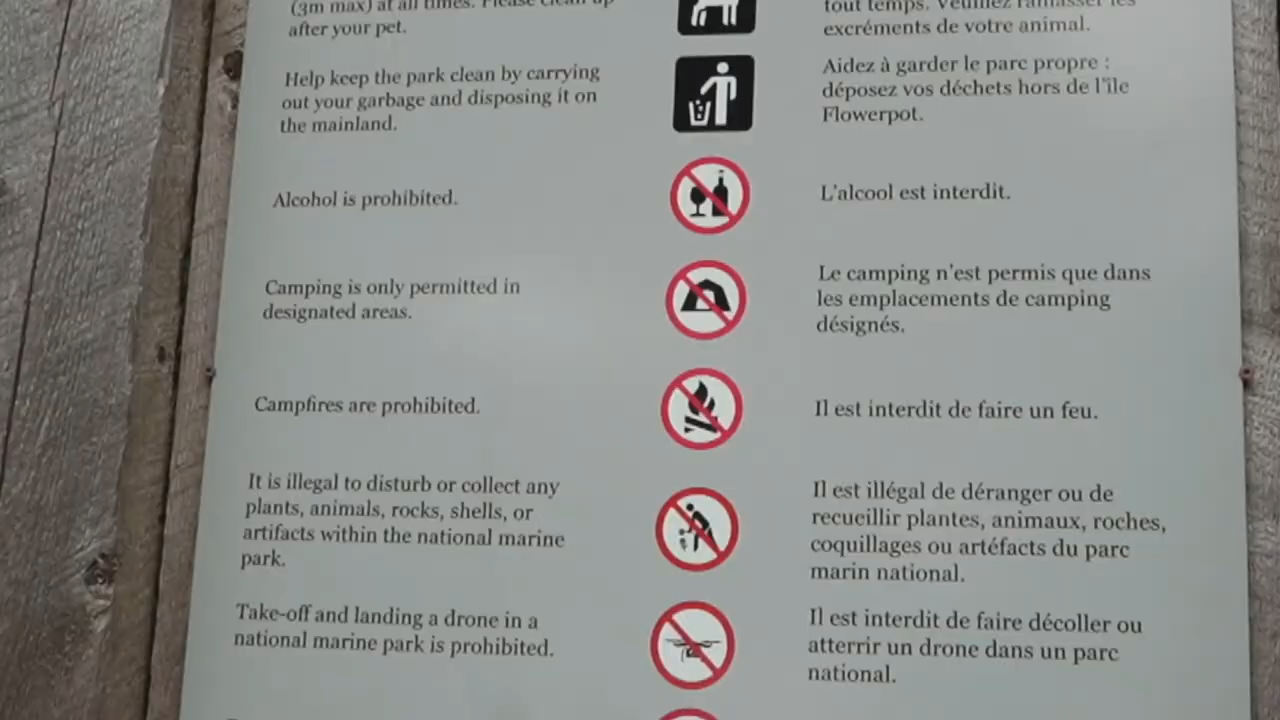 (3m max) at all times. Please clean up
after your pet.
Help keep the park clean by carrying
out your garbage and disposing it on
the mainland.
Alcohol is prohibited.
Camping is only permitted in
designated areas.
Campfires are prohibited.
It is illegal to disturb or collect any
plants, animals, rocks, shells, or
artifacts within the national marine
park.
Take-off and landing a drone in a
national marine park is prohibited.
tout temps. Veuillez ramasser les
excréments de votre animal.
Aidez à garder le parc propre :
déposez vos déchets hors de l'île
Flowerpot.
L'alcool est interdit.
Le camping n'est permis que dans
les emplacements de camping
désignés.
Il est interdit de faire un feu.
Il est illégal de déranger ou de
recueillir plantes, animaux, roches,
coquillages ou artéfacts du parc
marin national.
Il est interdit de faire décoller ou
atterrir un drone dans un parc
national.